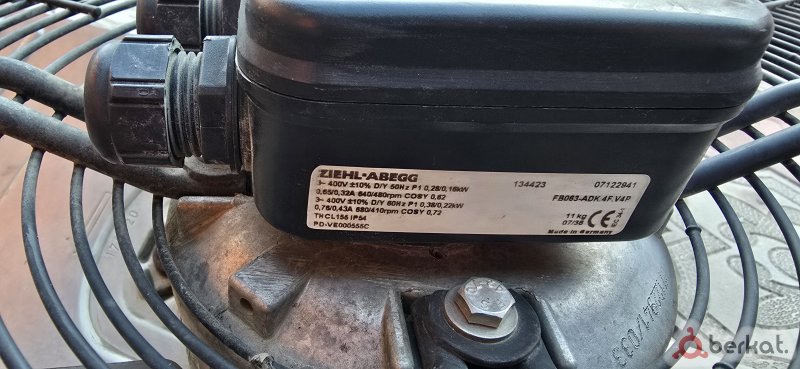 ZIEHL-ABEGG
3~ 400V ±10% D/Y 50Hz P1 0,28/0,16kW
0,65/0,32A 640/480rpm COSY 0,62
3~ 400V ±10% D/Y 60Hz P1 0,38/0,22kW
0,76/0,43A 680/410rpm COSY 0,72
THCL155 IP54
PD-VE000555C
134423 07122941
FB063-ADK.4F.V4P
11 kg CE
07/35
Made in Germany
berkat.